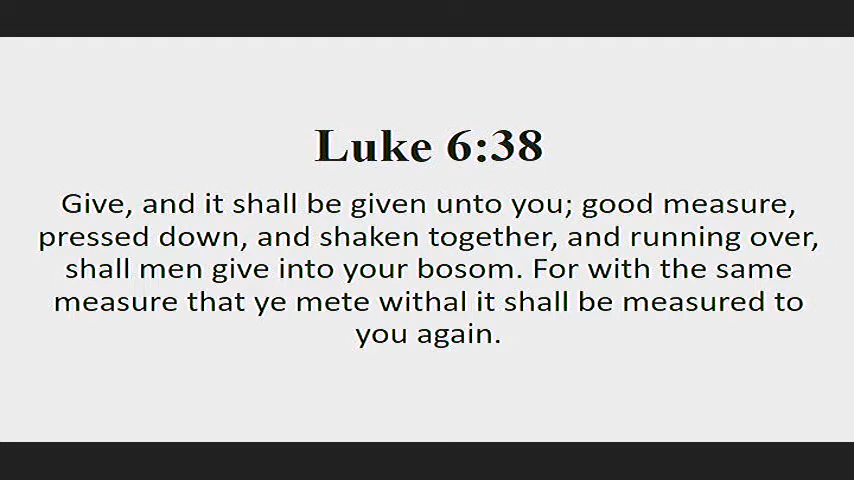 Luke 6:38
Give, and it shall be given unto you; good measure,
pressed down, and shaken together, and running over,
shall men give into your bosom. For with the same
measure that ye mete withal it shall be measured to
you again.